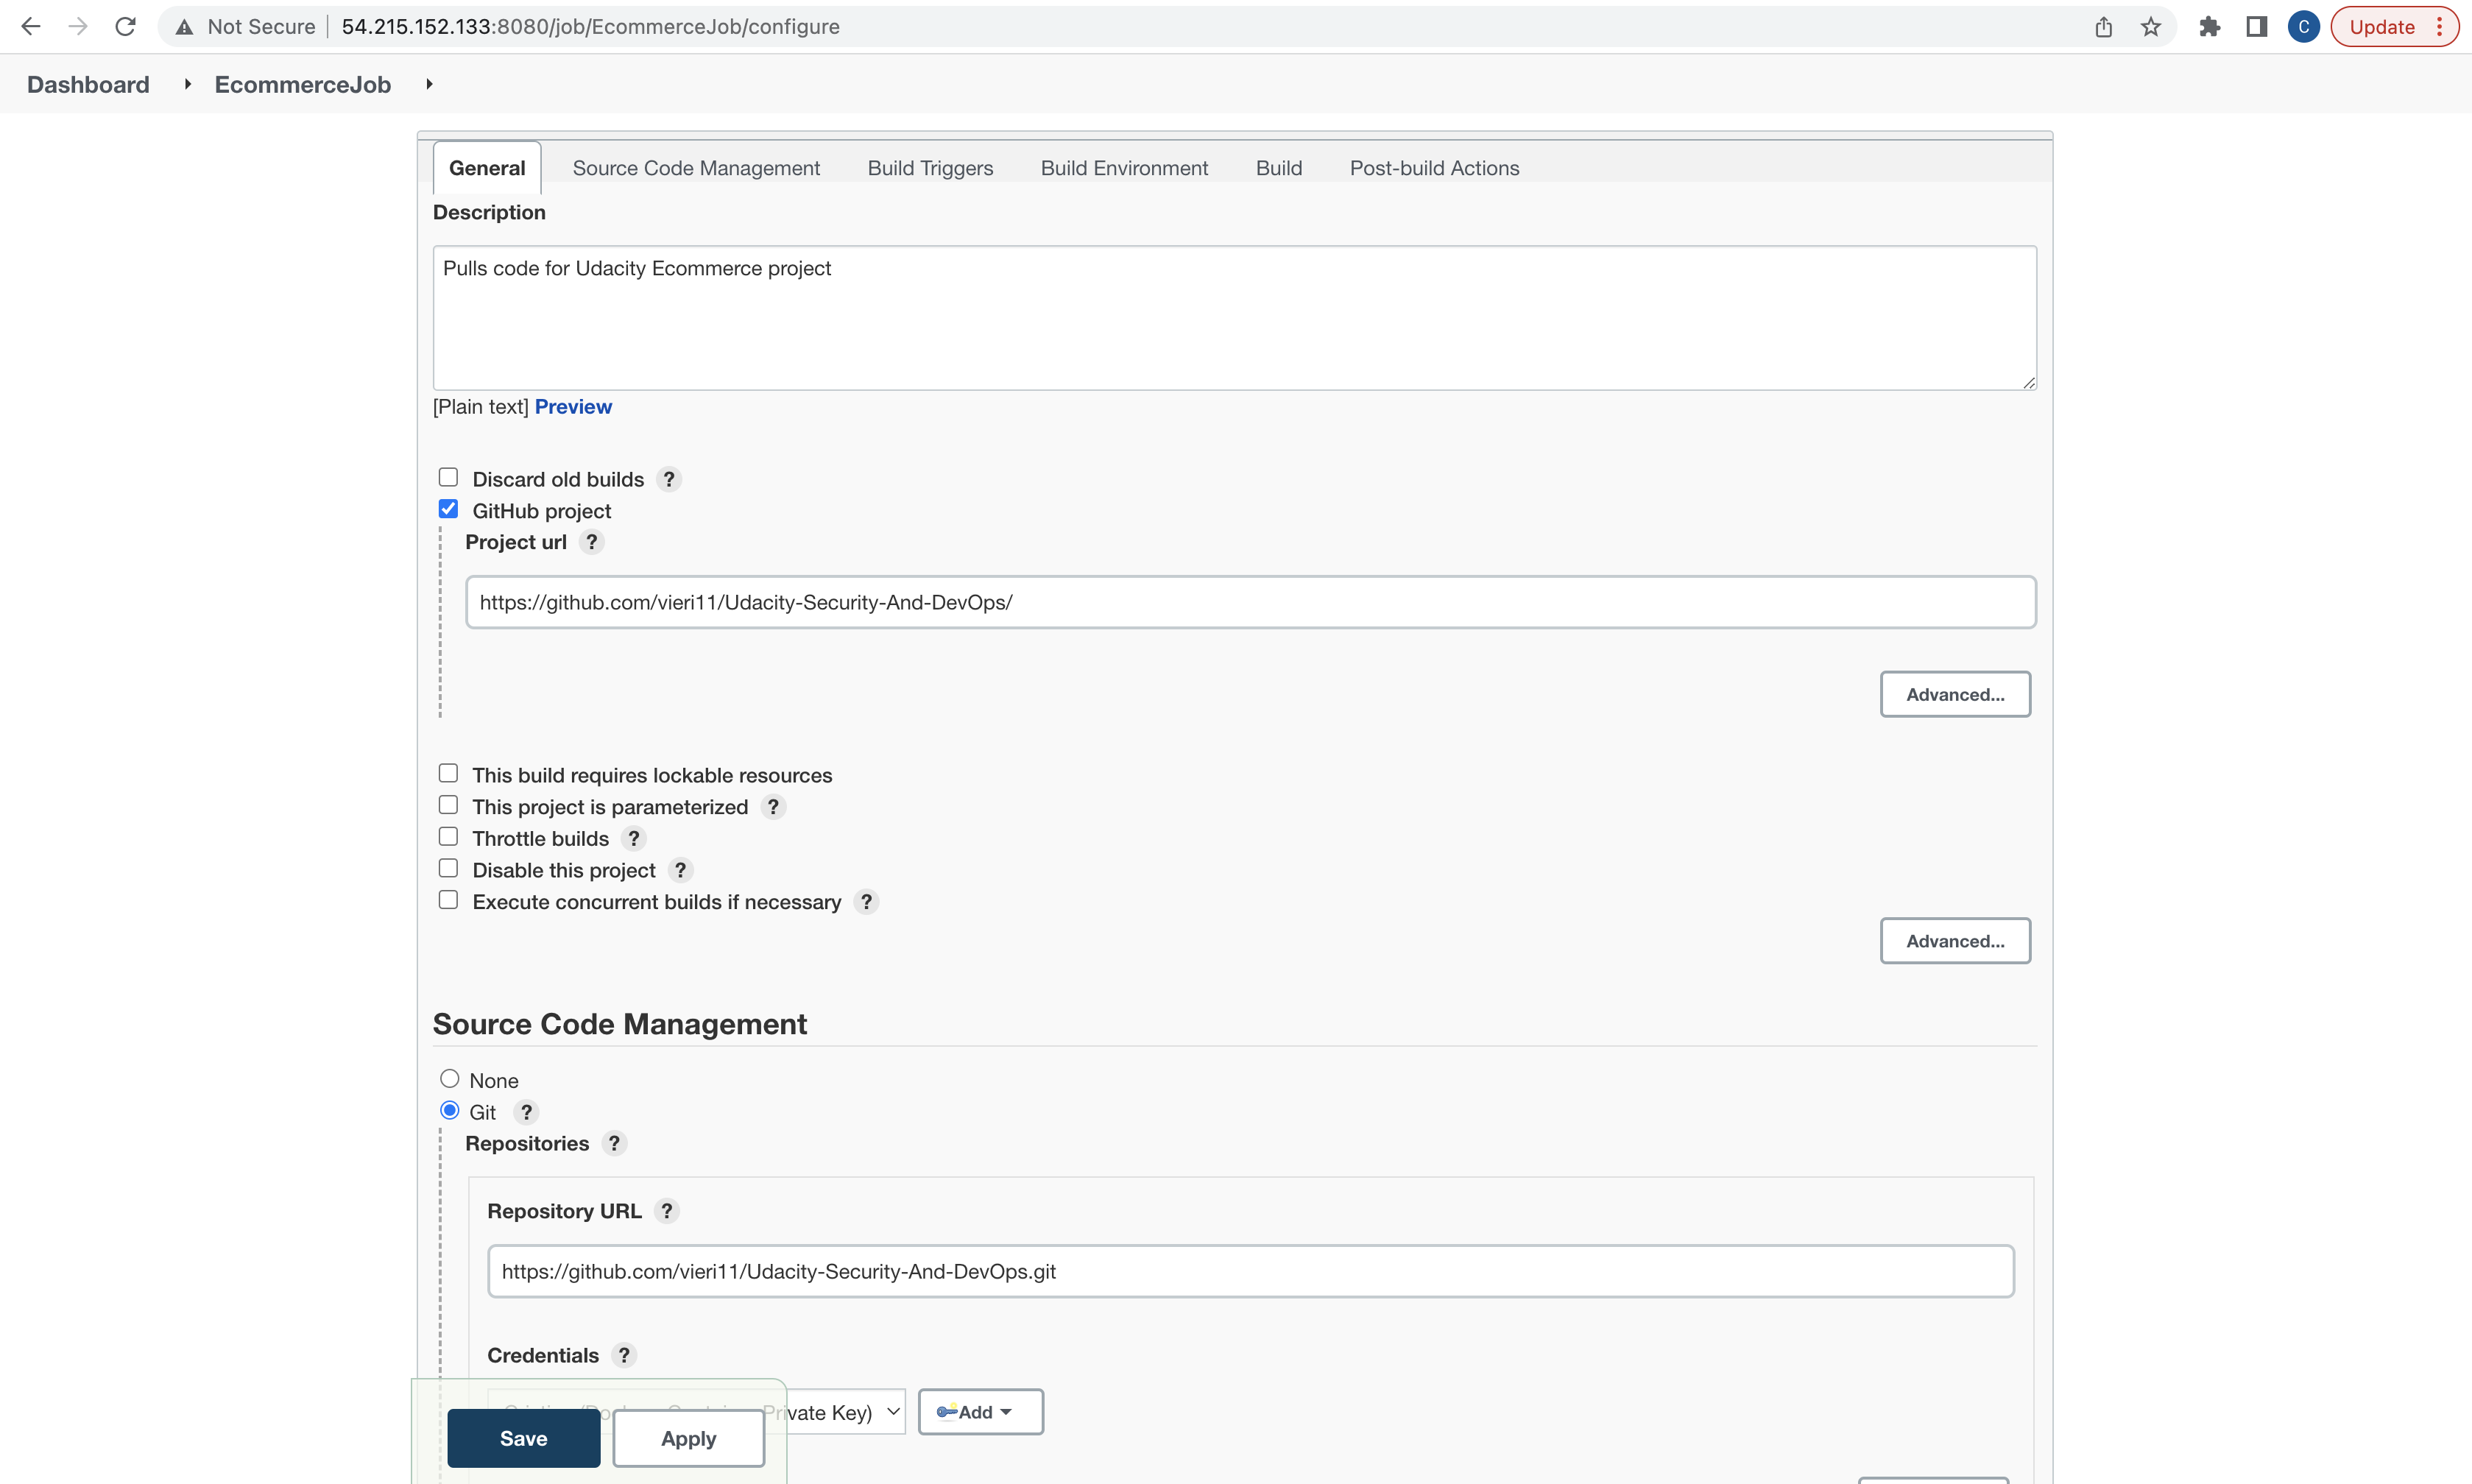 Not Secure
54.215.152.133:8080/job/EcommerceJob/configure
C
Update
Dashboard
EcommerceJob
General
Source Code Management
Build Triggers
Build Environment
Build
Post-build Actions
Description
Pulls code for Udacity Ecommerce project
[Plain text] Preview
Discard old builds ?
GitHub project
Project url ?
https://github.com/vieri11/Udacity-Security-And-DevOps/
Advanced...
This build requires lockable resources
This project is parameterized ?
Throttle builds ?
Disable this project ?
Execute concurrent builds if necessary ?
Advanced...
Source Code Management
None
Git ?
Repositories ?
Repository URL ?
https://github.com/vieri11/Udacity-Security-And-DevOps.git
Credentials ?
Private Key)
Add
Save
Apply